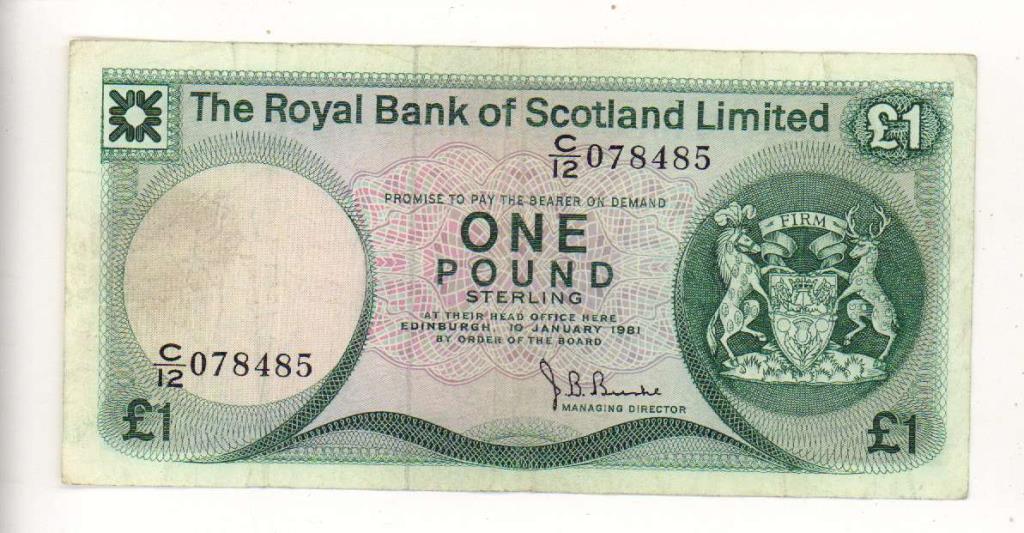 The Royal Bank of Scotland Limited
£1
C/12 078485
PROMISE TO PAY THE BEARER ON DEMAND
ONE
POUND
STERLING
AT THEIR HEAD OFFICE HERE
EDINBURGH 10 JANUARY 1981
BY ORDER OF THE BOARD
FIRM
C/12 078485
J B Burke
MANAGING DIRECTOR
£1
£1